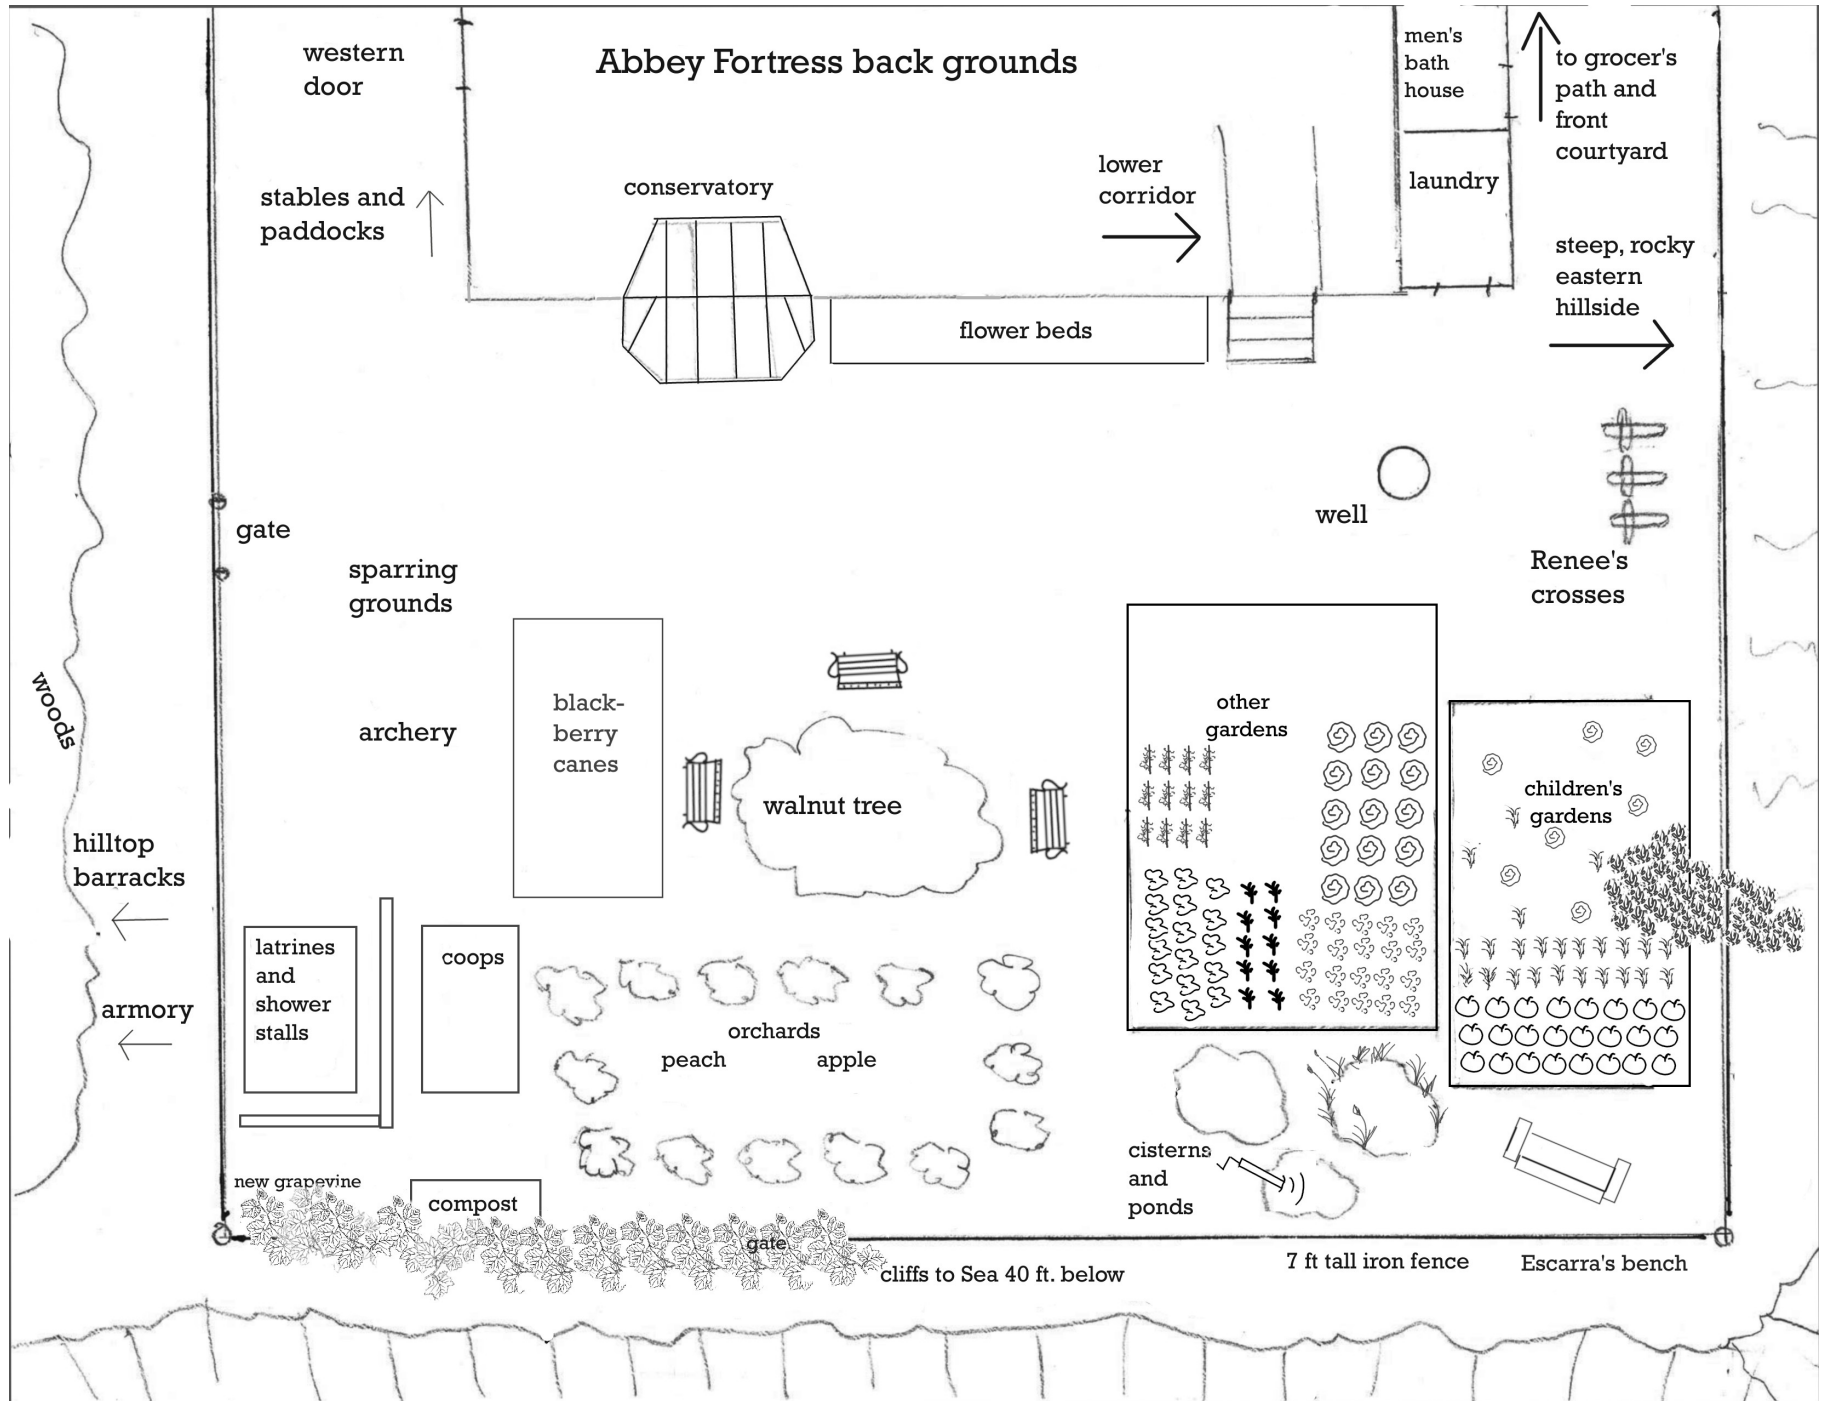 Abbey Fortress back grounds
western
door
men's
bath
house
to grocer's
path and
front
courtyard
stables and
paddocks
conservatory
lower
corridor
laundry
steep, rocky
eastern
hillside
flower beds
gate
well
sparring
grounds
Renee's
crosses
woods
archery
black-
berry
canes
walnut tree
other
gardens
children's
gardens
hilltop
barracks
armory
latrines
and
shower
stalls
coops
orchards
peach
apple
cisterns
and
ponds
new grapevine
compost
gate
cliffs to Sea 40 ft. below
7 ft tall iron fence
Escarra's bench